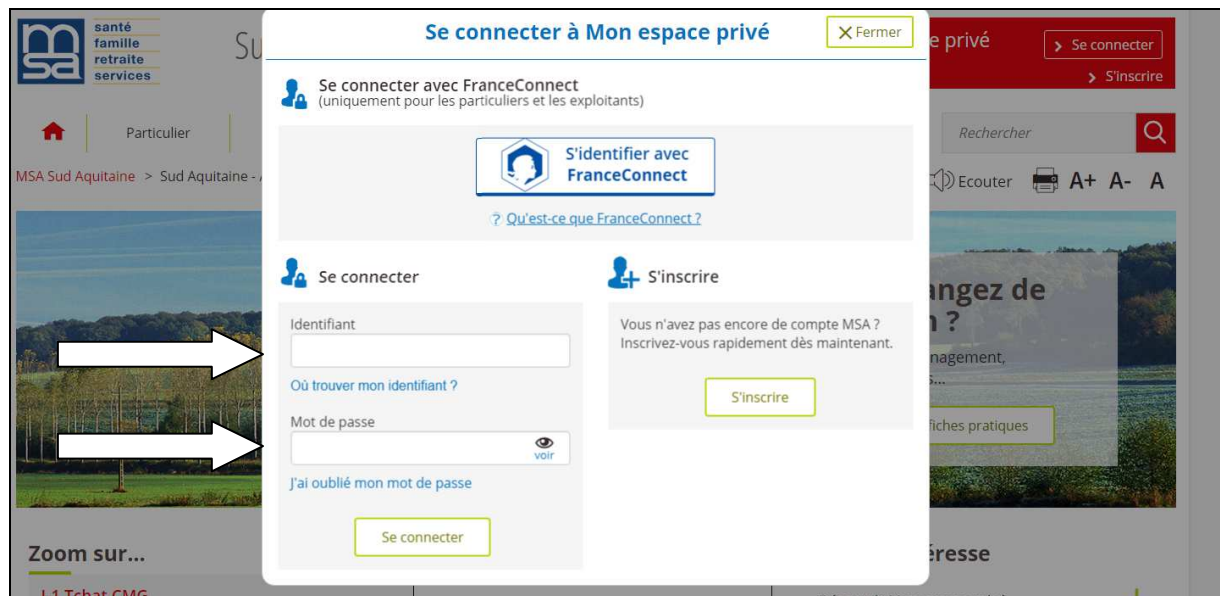 santé
famille
retraite
services
Su
Se connecter à Mon espace privé
Fermer
e privé
Se connecter
S'inscrire
Se connecter avec FranceConnect
(uniquement pour les particuliers et les exploitants)
Particulier
Rechercher
S'identifier avec
FranceConnect
? Qu'est-ce que FranceConnect ?
MSA Sud Aquitaine > Sud Aquitaine -
Ecouter A+ A- A
Se connecter
S'inscrire
Identifiant
Où trouver mon identifiant ?
Mot de passe
voir
J'ai oublié mon mot de passe
Se connecter
Vous n'avez pas encore de compte MSA ?
Inscrivez-vous rapidement dès maintenant.
S'inscrire
angez de
n ?
nagement,
fiches pratiques
Zoom sur...
éresse
J-1 Tchat CMG